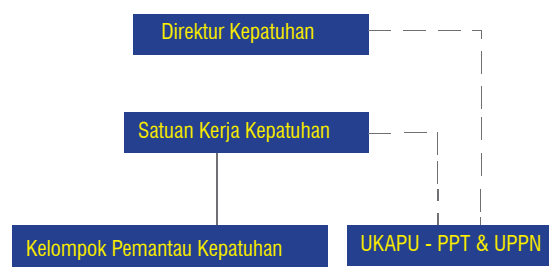 Direktur Kepatuhan
Satuan Kerja Kepatuhan
Kelompok Pemantau Kepatuhan
UKAPU - PPT & UPPN